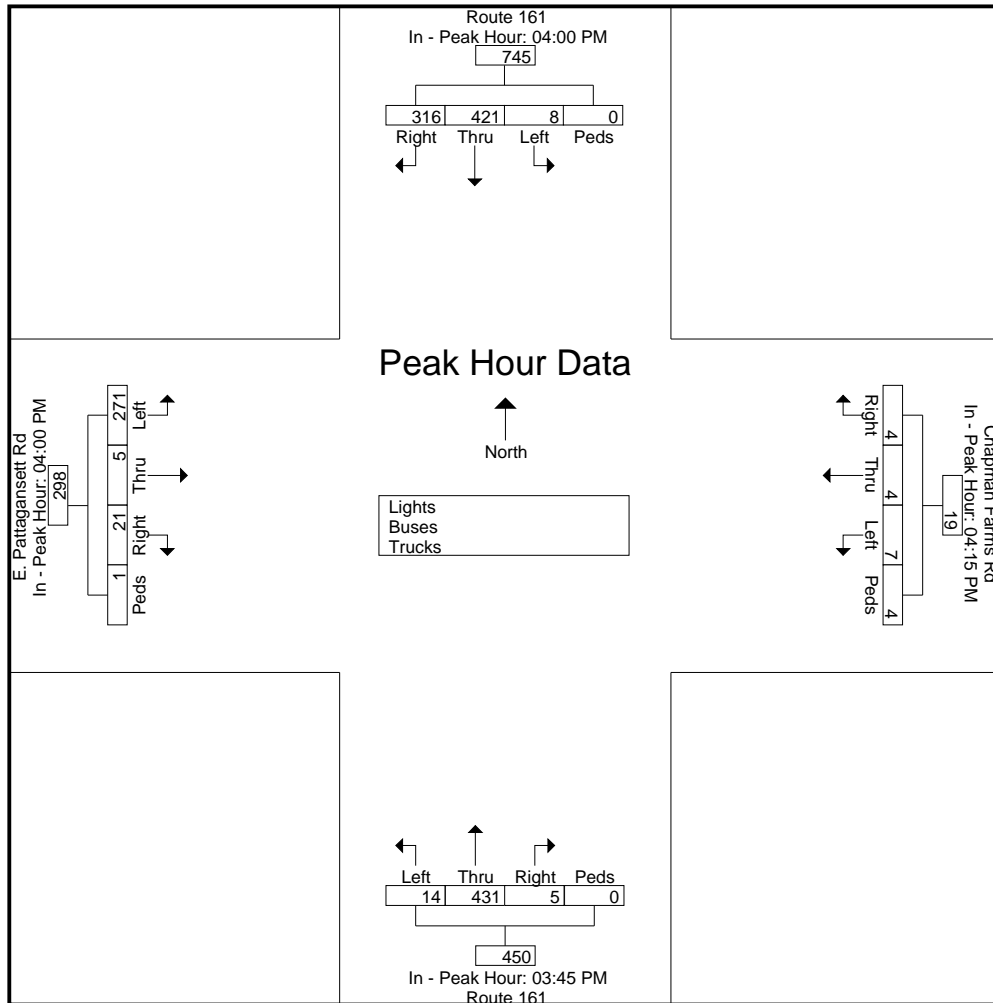 Route 161
In - Peak Hour: 04:00 PM
745
316 421 8 0
Right Thru Left Peds
Peak Hour Data
North
Lights
Buses
Trucks
E. Pattagansett Rd
In - Peak Hour: 04:00 PM
298
271 5 21 1
Left Thru Right Peds
Chapman Farms Rd
In - Peak Hour: 04:15 PM
19
4 4 7 4
Right Thru Left Peds
Left Thru Right Peds
14 431 5 0
450
In - Peak Hour: 03:45 PM
Route 161